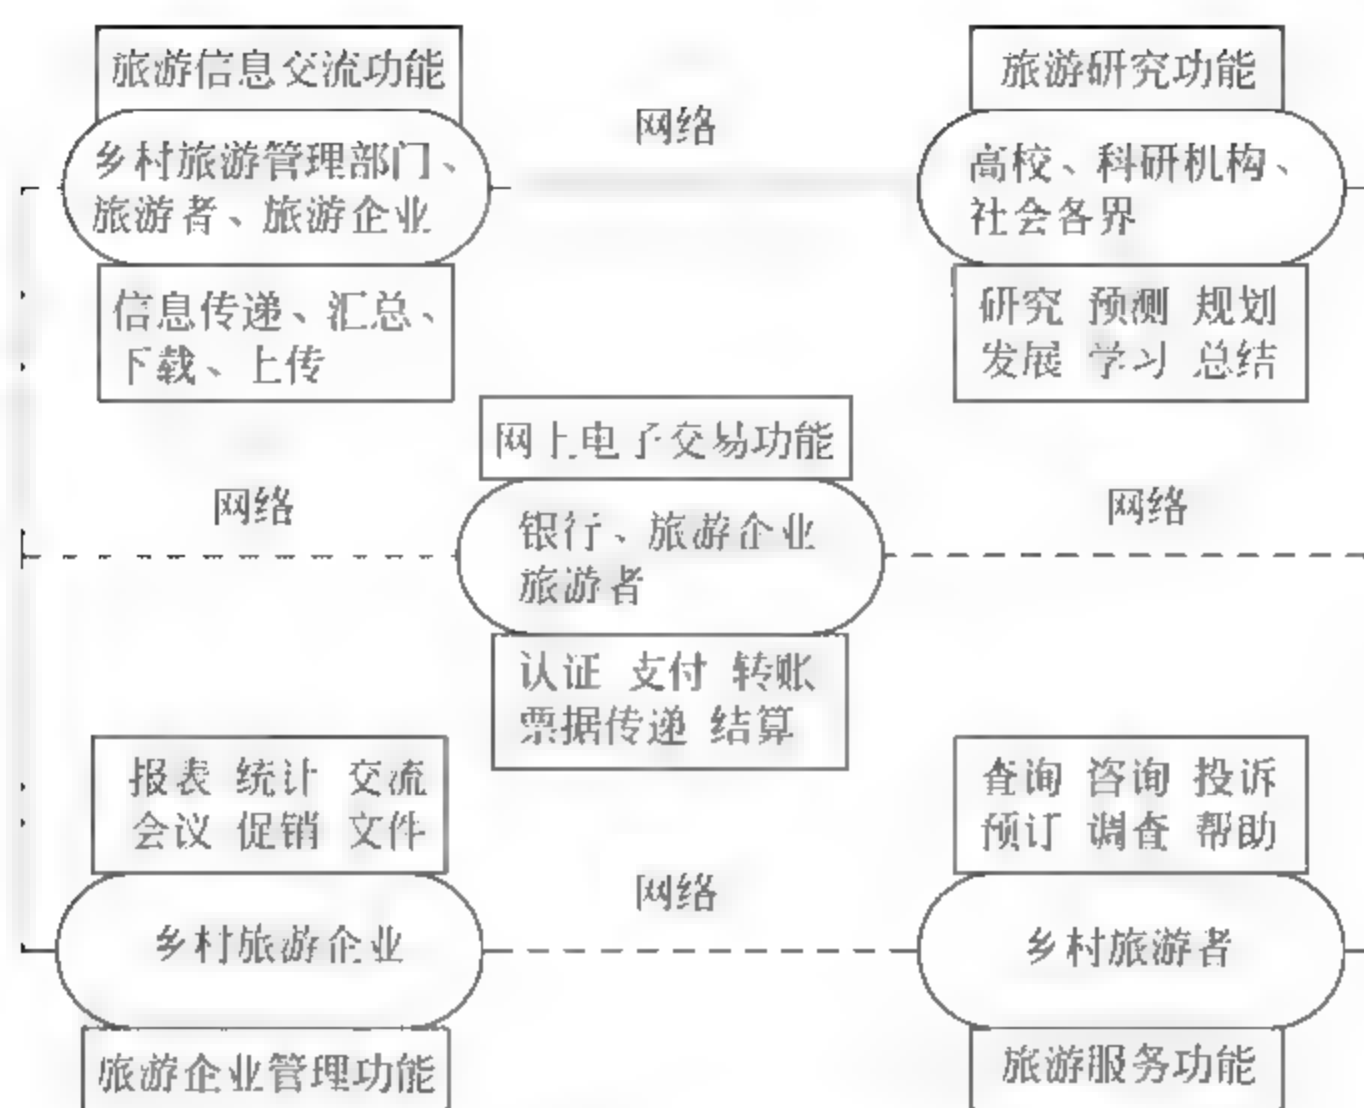 旅游信息交流功能
乡村旅游管理部门、
旅游者、旅游企业
信息传递、汇总、
下载、上传
网络
旅游研究功能
高校、科研机构、
社会各界
研究 预测 规划
发展 学习 总结
网络
网上电子交易功能
银行、旅游企业
旅游者
认证 支付 转账
票据传递 结算
网络
报表 统计 交流
会议 促销 文件
乡村旅游企业
旅游企业管理功能
网络
查询 咨询 投诉
预订 调查 帮助
乡村旅游者
旅游服务功能